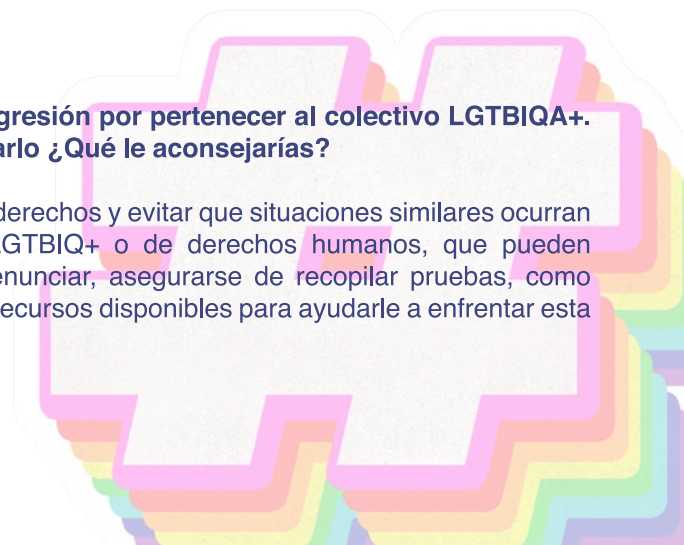 gresión por pertenecer al colectivo LGTBIQA+.
arlo ¿Qué le aconsejarías?
derechos y evitar que situaciones similares ocurran
LGTBIQ+ o de derechos humanos, que pueden
enunciar, asegurarse de recopilar pruebas, como
recursos disponibles para ayudarle a enfrentar esta